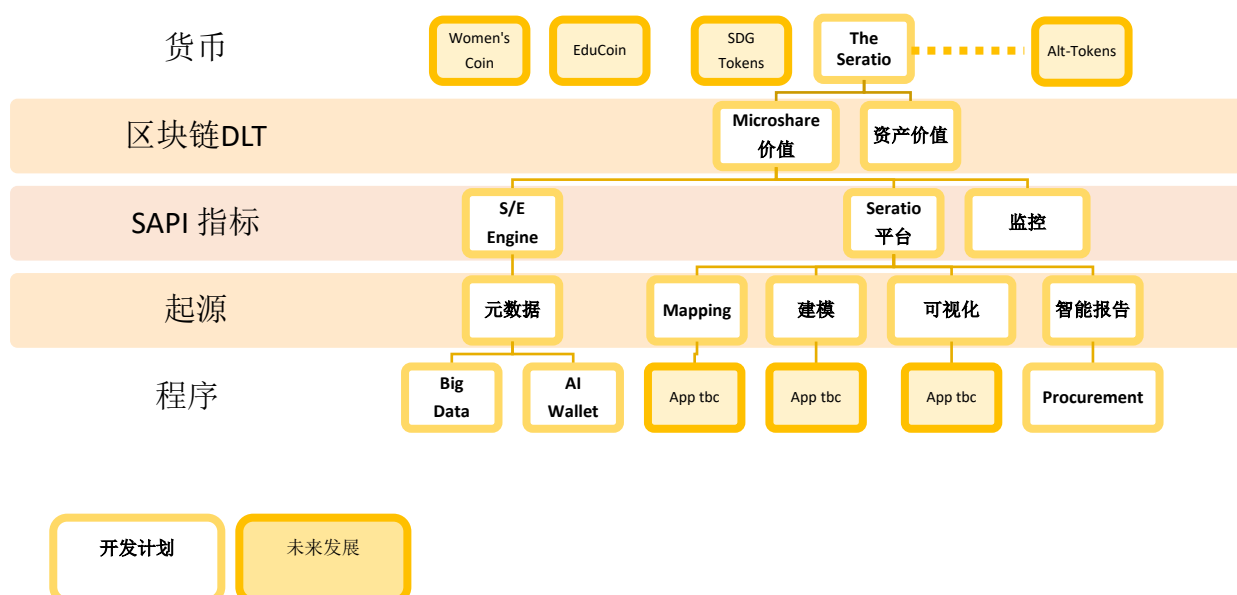 货币
Women's
Coin
EduCoin
SDG
Tokens
The
Seratio
Alt-Tokens
区块链DLT
Microshare
价值
资产价值
SAPI 指标
S/E
Engine
Seratio
平台
监控
起源
元数据
Mapping
建模
可视化
智能报告
程序
Big
Data
AI
Wallet
App tbc
App tbc
App tbc
Procurement
开发计划
未来发展